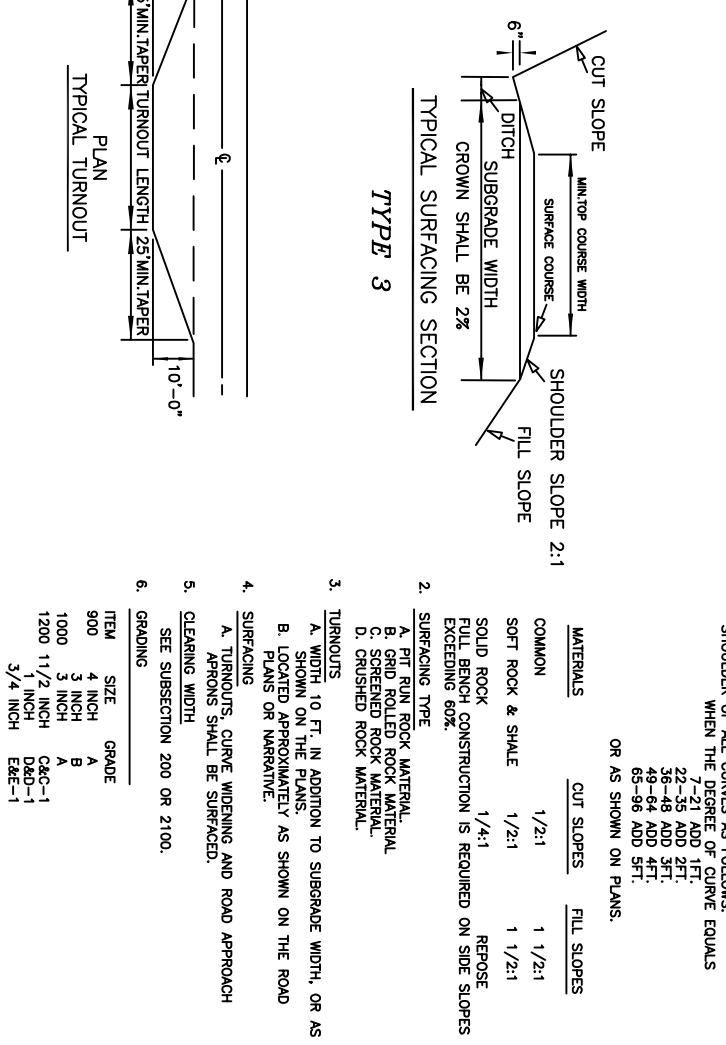 CUT SLOPE
6"
DITCH
MIN.TOP COURSE WIDTH
SURFACE COURSE
SUBGRADE WIDTH
CROWN SHALL BE 2%
SHOULDER SLOPE 2:1
FILL SLOPE
TYPICAL SURFACING SECTION
TYPE 3
℄
MIN.TAPER TURNOUT LENGTH 25'MIN.TAPER
10'-0"
PLAN
TYPICAL TURNOUT
SHOULDER OF ALL CURVES AS FOLLOWS:
WHEN THE DEGREE OF CURVE EQUALS
7-21 ADD 1FT.
22-35 ADD 2FT.
36-48 ADD 3FT.
49-64 ADD 4FT.
65-96 ADD 5FT.
OR AS SHOWN ON PLANS.
MATERIALS CUT SLOPES FILL SLOPES
COMMON 1/2:1 1 1/2:1
SOFT ROCK & SHALE 1/2:1 1 1/2:1
SOLID ROCK 1/4:1 REPOSE
FULL BENCH CONSTRUCTION IS REQUIRED ON SIDE SLOPES
EXCEEDING 60%.
2. SURFACING TYPE
A. PIT RUN ROCK MATERIAL.
B. GRID ROLLED ROCK MATERIAL
C. SCREENED ROCK MATERIAL.
D. CRUSHED ROCK MATERIAL.
3. TURNOUTS
A. WIDTH 10 FT. IN ADDITION TO SUBGRADE WIDTH, OR AS
SHOWN ON THE PLANS.
B. LOCATED APPROXIMATELY AS SHOWN ON THE ROAD
PLANS OR NARRATIVE.
4. SURFACING
A. TURNOUTS, CURVE WIDENING AND ROAD APPROACH
APRONS SHALL BE SURFACED.
5. CLEARING WIDTH
SEE SUBSECTION 200 OR 2100.
6. GRADING
ITEM SIZE GRADE
900 4 INCH A
3 INCH B
1000 3 INCH A
1200 11/2 INCH C&C-1
1 INCH D&D-1
3/4 INCH E&E-1